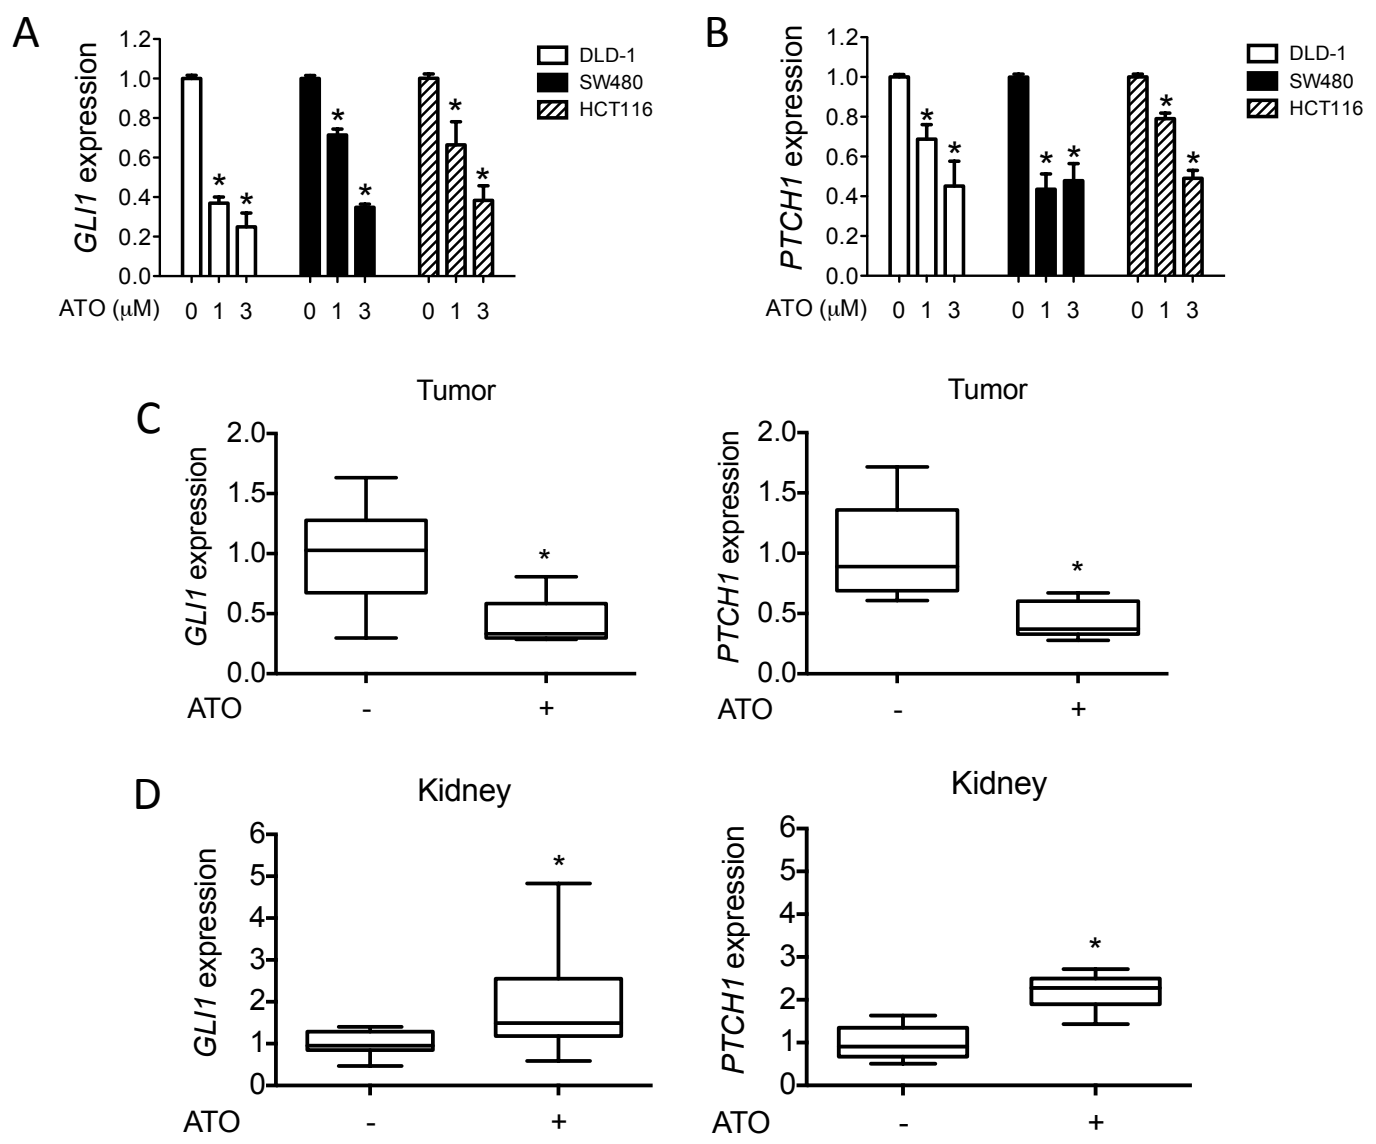 A
GLI1 expression
1.2
1.0
0.8
0.6
0.4
0.2
0.0
* * * * * *
ATO (μM) 0 1 3 0 1 3 0 1 3
DLD-1
SW480
HCT116
B
PTCH1 expression
1.2
1.0
0.8
0.6
0.4
0.2
0.0
* * * * * *
ATO (μM) 0 1 3 0 1 3 0 1 3
DLD-1
SW480
HCT116
C
Tumor
GLI1 expression
2.0
1.5
1.0
0.5
0.0
*
ATO - +
Tumor
PTCH1 expression
2.0
1.5
1.0
0.5
0.0
*
ATO - +
D
Kidney
GLI1 expression
6
5
4
3
2
1
0
*
ATO - +
Kidney
PTCH1 expression
6
5
4
3
2
1
0
*
ATO - +